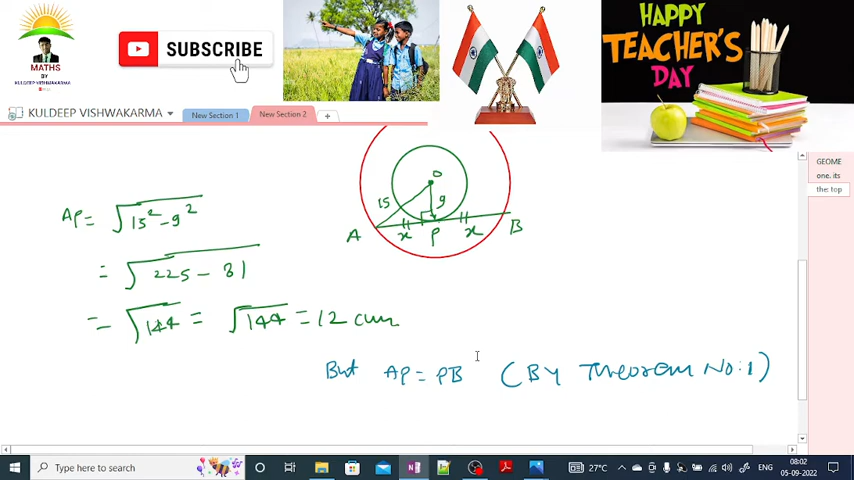 MATHS
BY
KULDEEP VISHWAKARMA
SUBSCRIBE
HAPPY
TEACHER'S
DAY
KULDEEP VISHWAKARMA
New Section 1
New Section 2
+
GEOME
one. its
the: top
O
15
9
A
x
P
x
B
AP = √15² - 9²
= √225 - 81
= √144 = √144 = 12 cm
But AP = PB (BY Theorem No:1)
Type here to search
27°C
ENG
08:02
05-09-2022